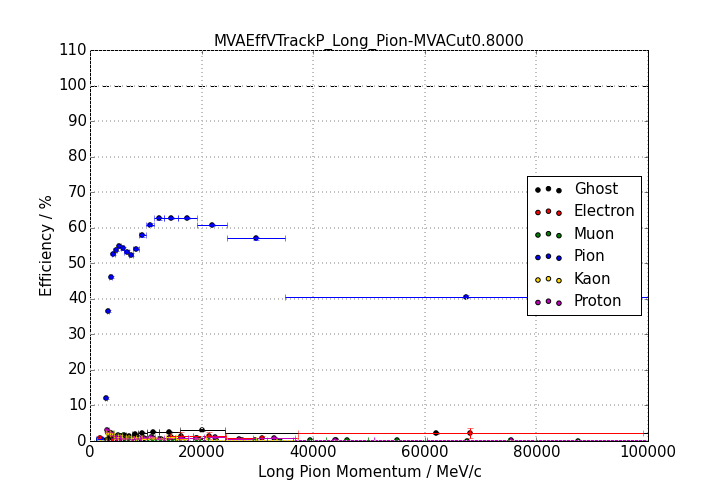 MVAEffVTrackP_Long_Pion-MVACut0.8000
110
100
90
80
70
60
50
40
30
20
10
0
Efficiency / %
Ghost
Electron
Muon
Pion
Kaon
Proton
0 20000 40000 60000 80000 100000
Long Pion Momentum / MeV/c